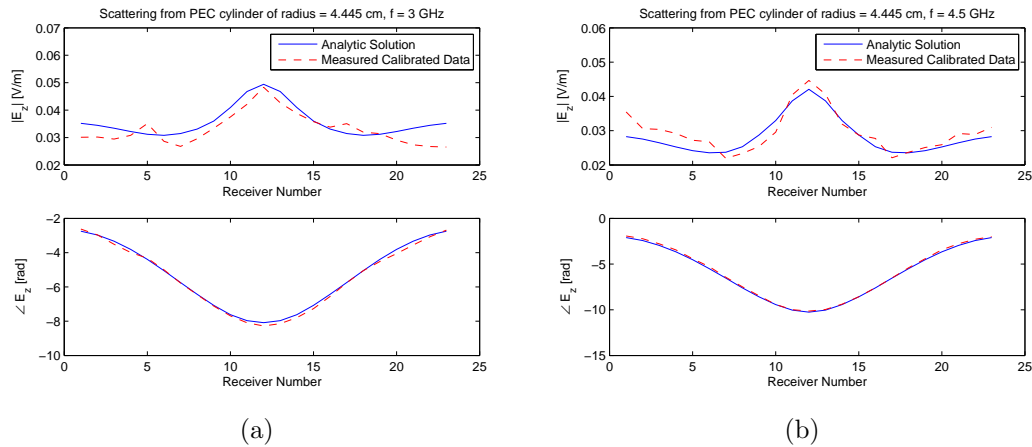 Scattering from PEC cylinder of radius = 4.445 cm, f = 3 GHz
0.07
0.06
0.05
0.04
0.03
0.02
|E_z| [V/m]
Analytic Solution
Measured Calibrated Data
0 5 10 15 20 25
Receiver Number
−2
−4
−6
−8
−10
∠ E_z [rad]
0 5 10 15 20 25
Receiver Number
(a)
Scattering from PEC cylinder of radius = 4.445 cm, f = 4.5 GHz
0.06
0.05
0.04
0.03
0.02
|E_z| [V/m]
Analytic Solution
Measured Calibrated Data
0 5 10 15 20 25
Receiver Number
0
−5
−10
−15
∠ E_z [rad]
0 5 10 15 20 25
Receiver Number
(b)